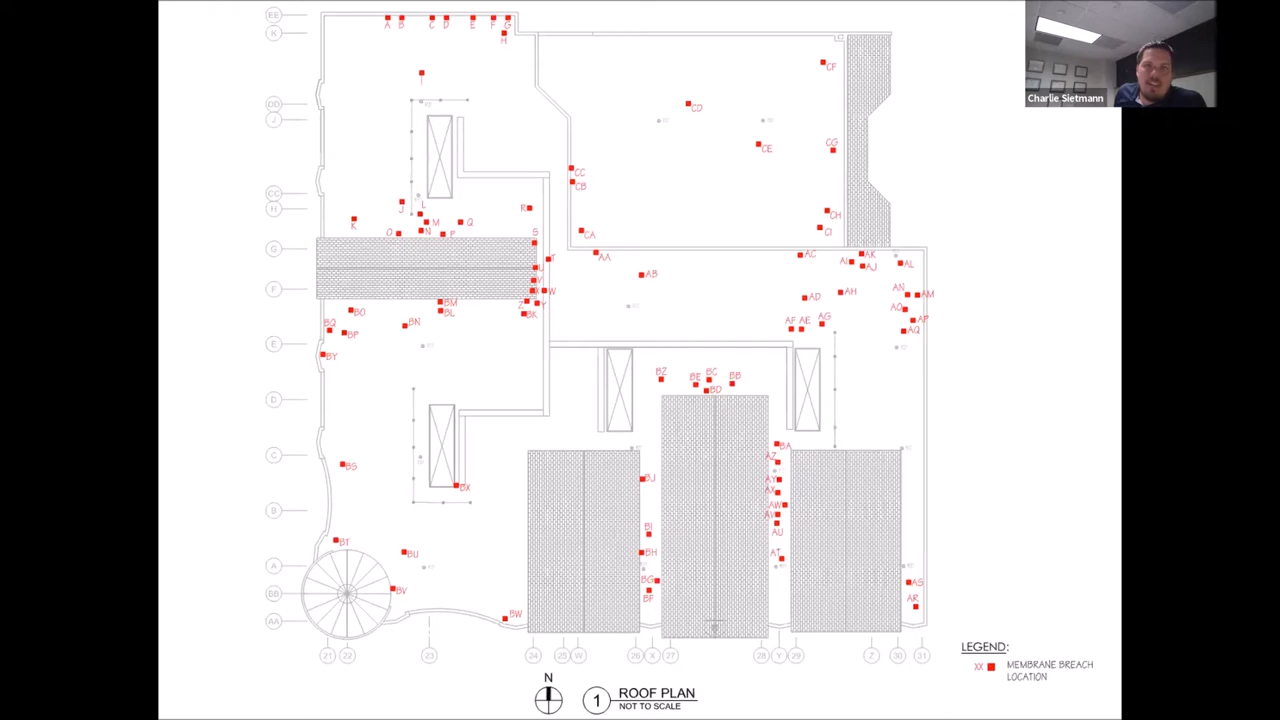 EE
A B C D E F G
K
H
CF
Charlie Sietmann
I
DD
CD
J
CE
CG
CC
CB
CC
H
J
L
R
CH
K
M
Q
CI
O
N
P
S
CA
G
T
AA
AC
AK
AI
AJ
AL
U
AB
V
F
X
W
AH
AN
AM
Z
Y
AD
BM
BO
BL
BK
AO
BQ
BN
AF
AE
AG
AP
BP
AQ
E
BY
BZ
BE
BC
BB
BD
D
BA
C
AZ
BS
BJ
AY
BX
AX
AW
B
AV
BI
AU
BT
BU
BH
AT
A
BG
AS
BV
BF
BB
AR
BW
AA
21 22 23 24 25 W 26 X 27 28 Y 29 Z 30 31
LEGEND:
XX MEMBRANE BREACH
LOCATION
N
1 ROOF PLAN
NOT TO SCALE